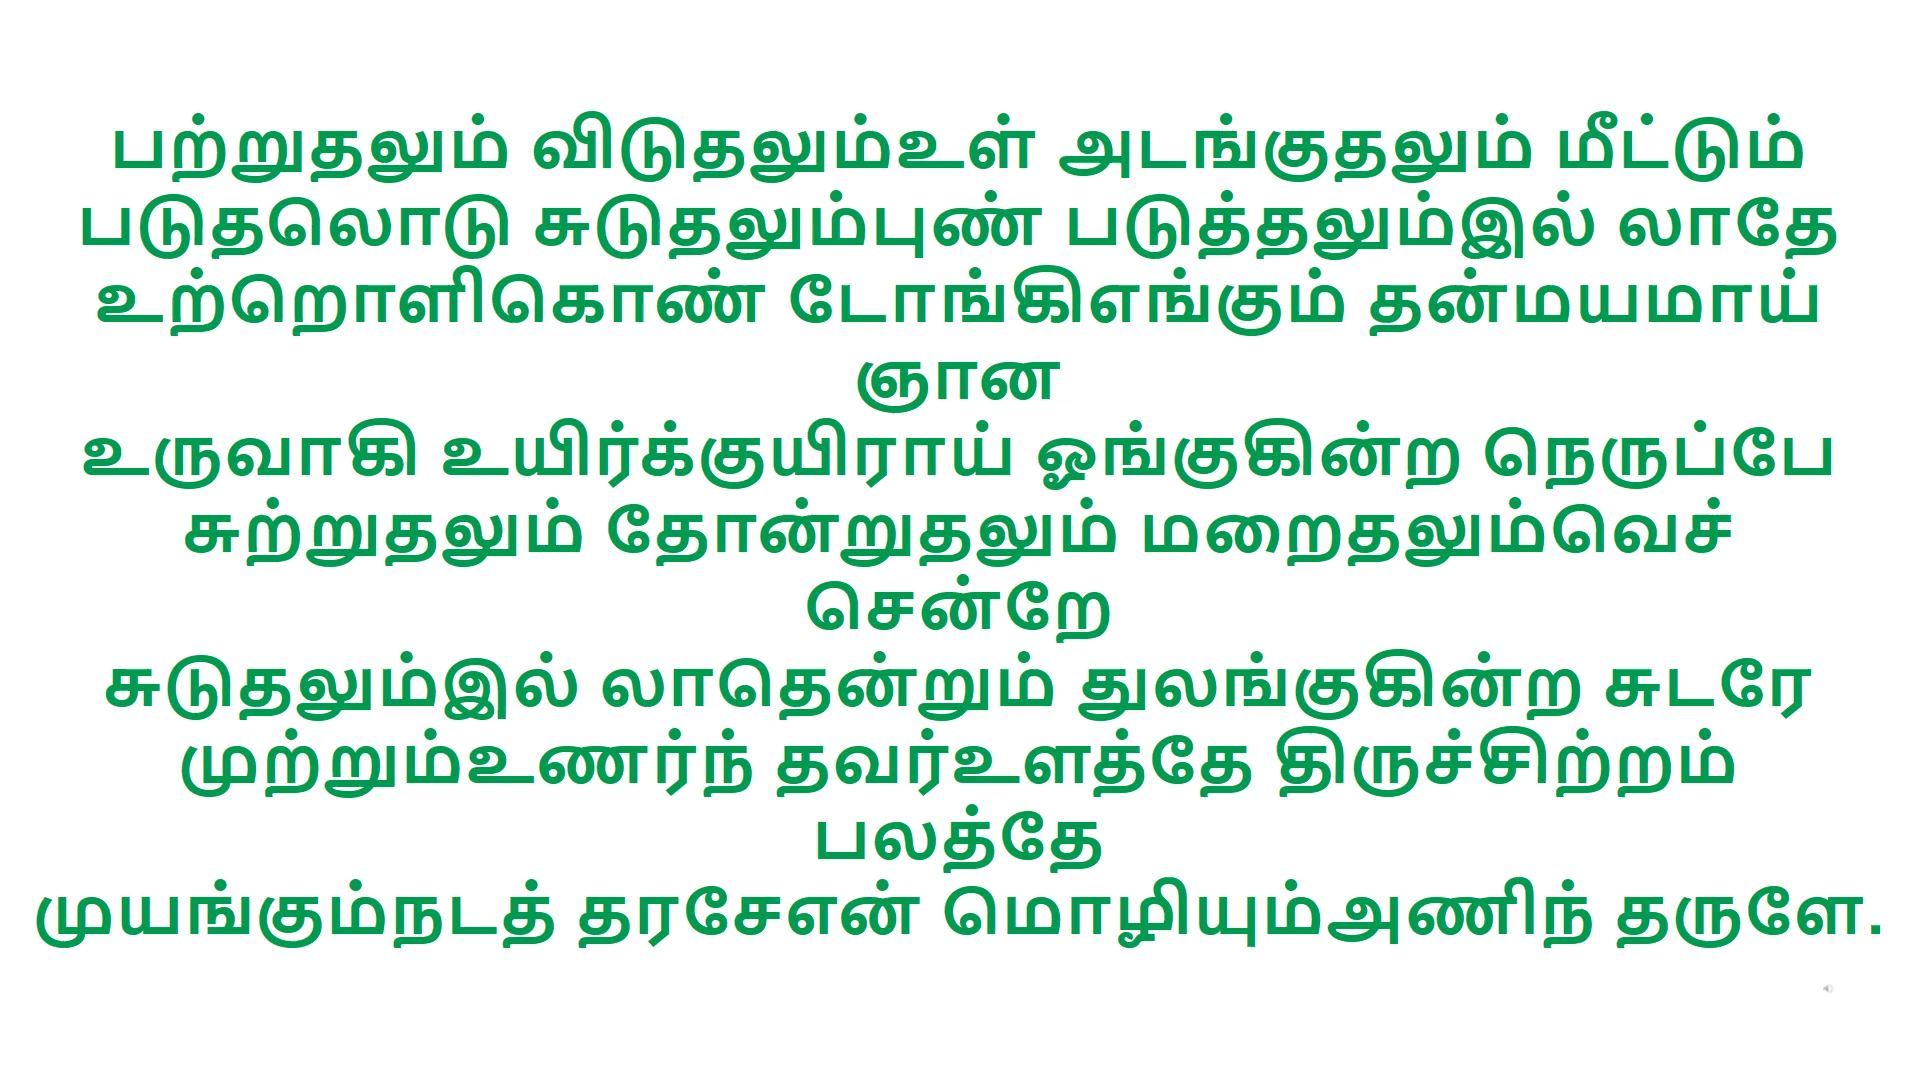 பற்றுதலும் விடுதலும்உள் அடங்குதலும் மீட்டும்
படுதலொடு சுடுதலும்புண் படுத்தலும்இல் லாதே
உற்றொளிகொண் டோங்கிஎங்கும் தன்மயமாய்
ஞான
உருவாகி உயிர்க்குயிராய் ஓங்குகின்ற நெருப்பே
சுற்றுதலும் தோன்றுதலும் மறைதலும்வெச்
சென்றே
சுடுதலும்இல் லாதென்றும் துலங்குகின்ற சுடரே
முற்றும்உணர்ந் தவர்உளத்தே திருச்சிற்றம்
பலத்தே
முயங்கும்நடத் தரசேஎன் மொழியும்அணிந் தருளே.